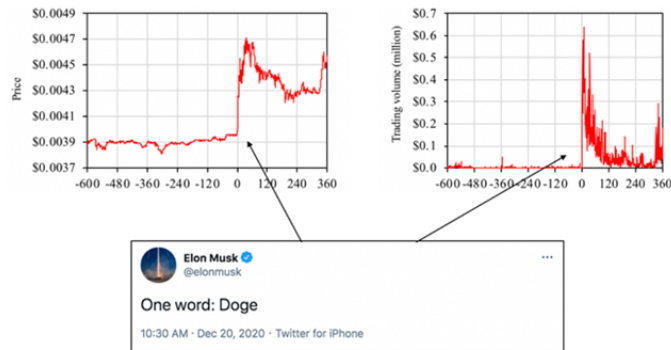 $0.0049
$0.0047
$0.0045
$0.0043
$0.0041
$0.0039
$0.0037
Price
-600 -480 -360 -240 -120 0 120 240 360
$0.7
$0.6
$0.5
$0.4
$0.3
$0.2
$0.1
$0.0
Trading volume (million)
-600 -480 -360 -240 -120 0 120 240 360
Elon Musk
@elonmusk
...
One word: Doge
10:30 AM · Dec 20, 2020 · Twitter for iPhone